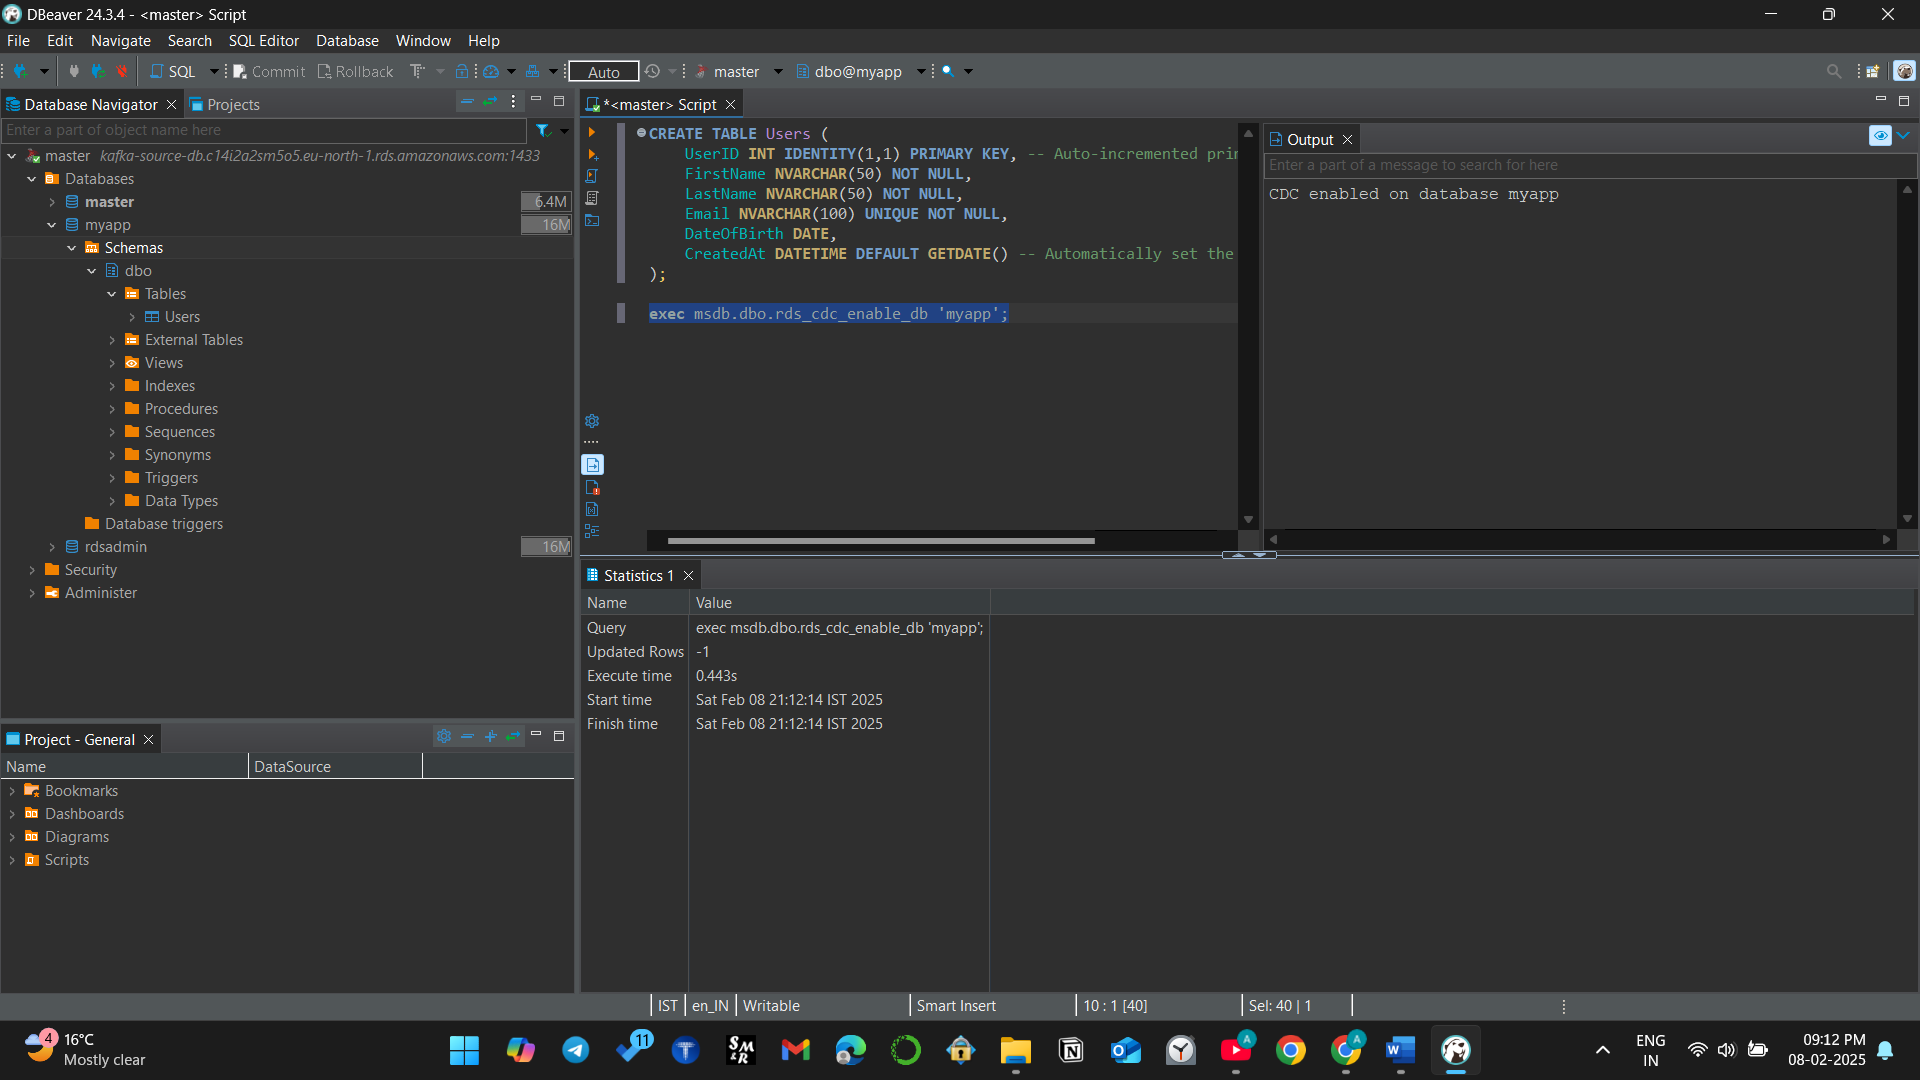 DBeaver 24.3.4 - <master> Script
File Edit Navigate Search SQL Editor Database Window Help
SQL Commit Rollback Auto master dbo@myapp
Database Navigator Projects
Enter a part of object name here
master kafka-source-db.c14i2a2sm5o5.eu-north-1.rds.amazonaws.com:1433
Databases
master 6.4M
myapp 16M
Schemas
dbo
Tables
Users
External Tables
Views
Indexes
Procedures
Sequences
Synonyms
Triggers
Data Types
Database triggers
rdsadmin 16M
Security
Administer
Project - General
Name DataSource
Bookmarks
Dashboards
Diagrams
Scripts
*<master> Script
CREATE TABLE Users (
UserID INT IDENTITY(1,1) PRIMARY KEY, -- Auto-incremented pri
FirstName NVARCHAR(50) NOT NULL,
LastName NVARCHAR(50) NOT NULL,
Email NVARCHAR(100) UNIQUE NOT NULL,
DateOfBirth DATE,
CreatedAt DATETIME DEFAULT GETDATE() -- Automatically set the
);
exec msdb.dbo.rds_cdc_enable_db 'myapp';
Output
Enter a part of a message to search for here
CDC enabled on database myapp
Statistics 1
Name Value
Query exec msdb.dbo.rds_cdc_enable_db 'myapp';
Updated Rows -1
Execute time 0.443s
Start time Sat Feb 08 21:12:14 IST 2025
Finish time Sat Feb 08 21:12:14 IST 2025
IST en_IN Writable Smart Insert 10 : 1 [40] Sel: 40 | 1
4
16°C
Mostly clear
11
SM
&R
A
A
ENG
IN
09:12 PM
08-02-2025